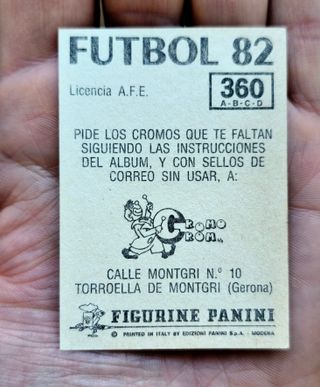 FUTBOL 82
Licencia A.F.E.
360
A-B-C-D
PIDE LOS CROMOS QUE TE FALTAN
SIGUIENDO LAS INSTRUCCIONES
DEL ALBUM, Y CON SELLOS DE
CORREO SIN USAR, A:
CROMO
CROM
CALLE MONTGRI N.º 10
TORROELLA DE MONTGRI (Gerona)
FIGURINE PANINI
© PRINTED IN ITALY BY EDIZIONI PANINI S.p.A. - MODENA